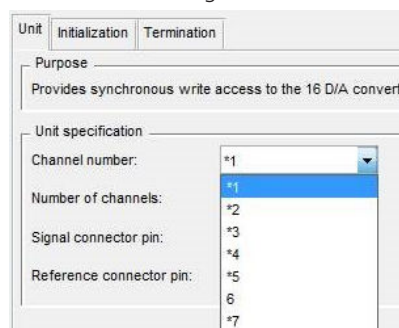 Unit Initialization Termination
Purpose
Provides synchronous write access to the 16 D/A
Unit specification
Channel number: *1
*1
Number of channels:
*2
Signal connector pin:
*3
*4
Reference connector pin:
*5
6
*7